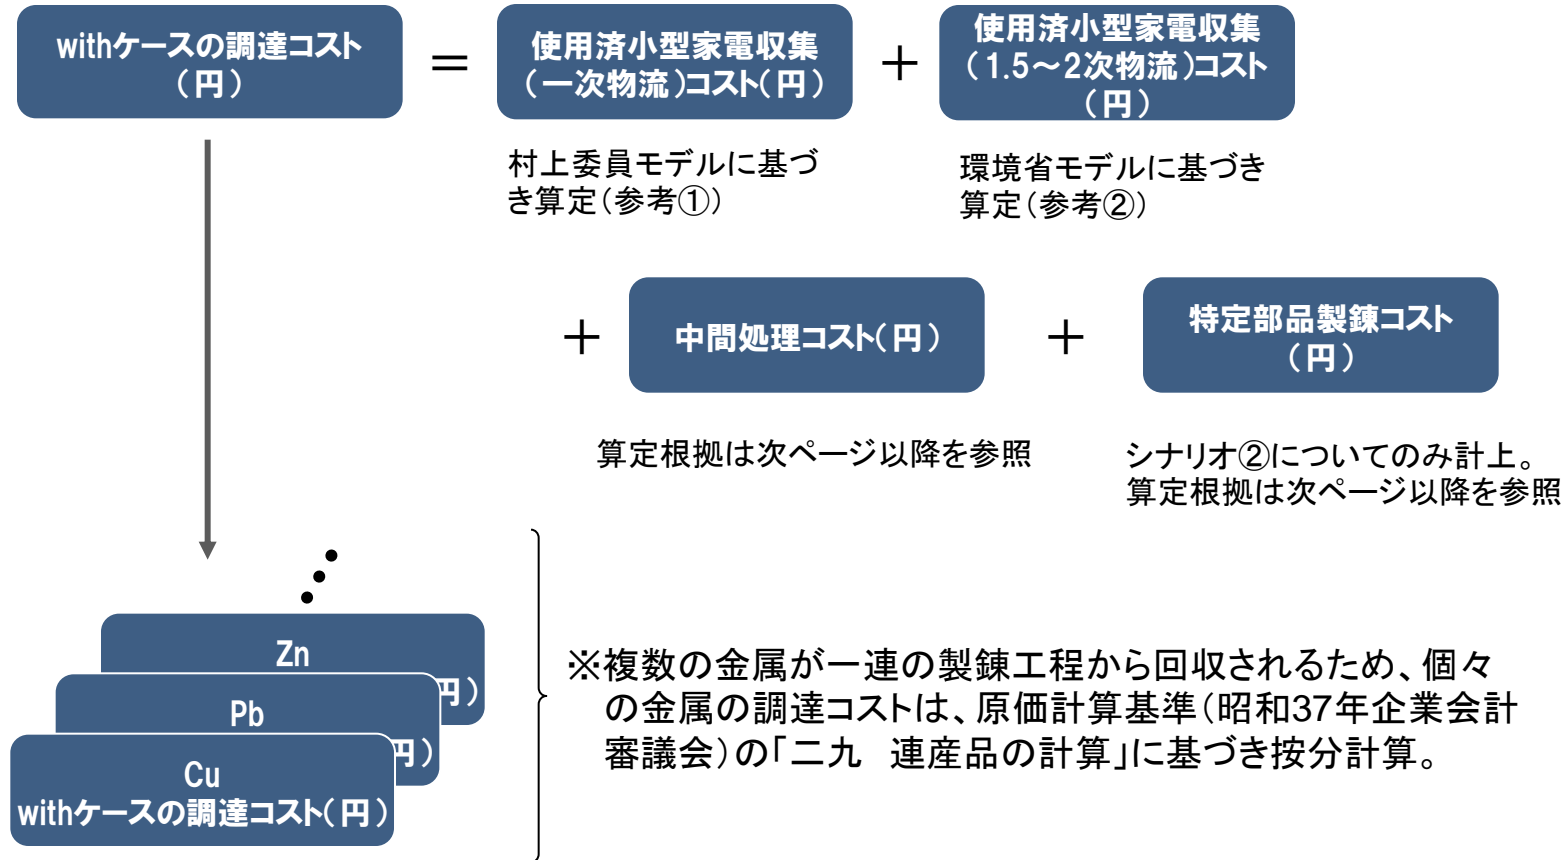 withケースの調達コスト
（円）
＝
使用済小型家電収集
（一次物流）コスト（円）
＋
使用済小型家電収集
（1.5～2次物流）コスト
（円）
村上委員モデルに基づ
き算定（参考①）
環境省モデルに基づき
算定（参考②）
＋
中間処理コスト（円）
＋
特定部品製錬コスト
（円）
算定根拠は次ページ以降を参照
シナリオ②についてのみ計上。
算定根拠は次ページ以降を参照
Zn
円）
Pb
円）
Cu
withケースの調達コスト（円）
※複数の金属が一連の製錬工程から回収されるため、個々
の金属の調達コストは、原価計算基準（昭和37年企業会計
審議会）の「二九　連産品の計算」に基づき按分計算。